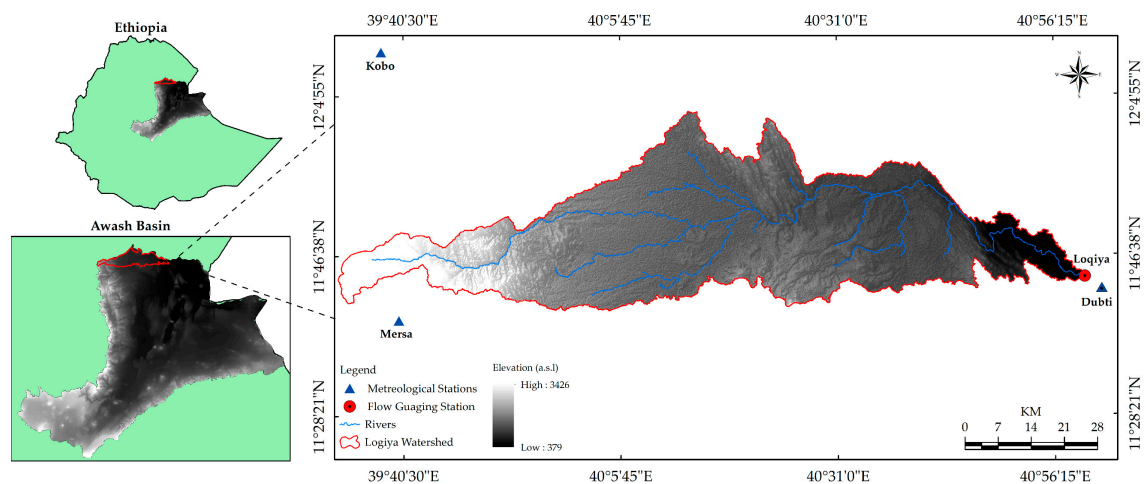 Ethiopia
Awash Basin
39°40'30"E
40°5'45"E
40°31'0"E
40°56'15"E
12°4'55"N
11°46'38"N
11°28'21"N
12°4'55"N
11°46'38"N
11°28'21"N
N
W
E
S
Kobo
Loqiya
Dubti
Mersa
Legend
Metreological Stations
Flow Guaging Station
Rivers
Logiya Watershed
Elevation (a.s.l)
High : 3426
Low : 379
KM
0 7 14 21 28
39°40'30"E
40°5'45"E
40°31'0"E
40°56'15"E